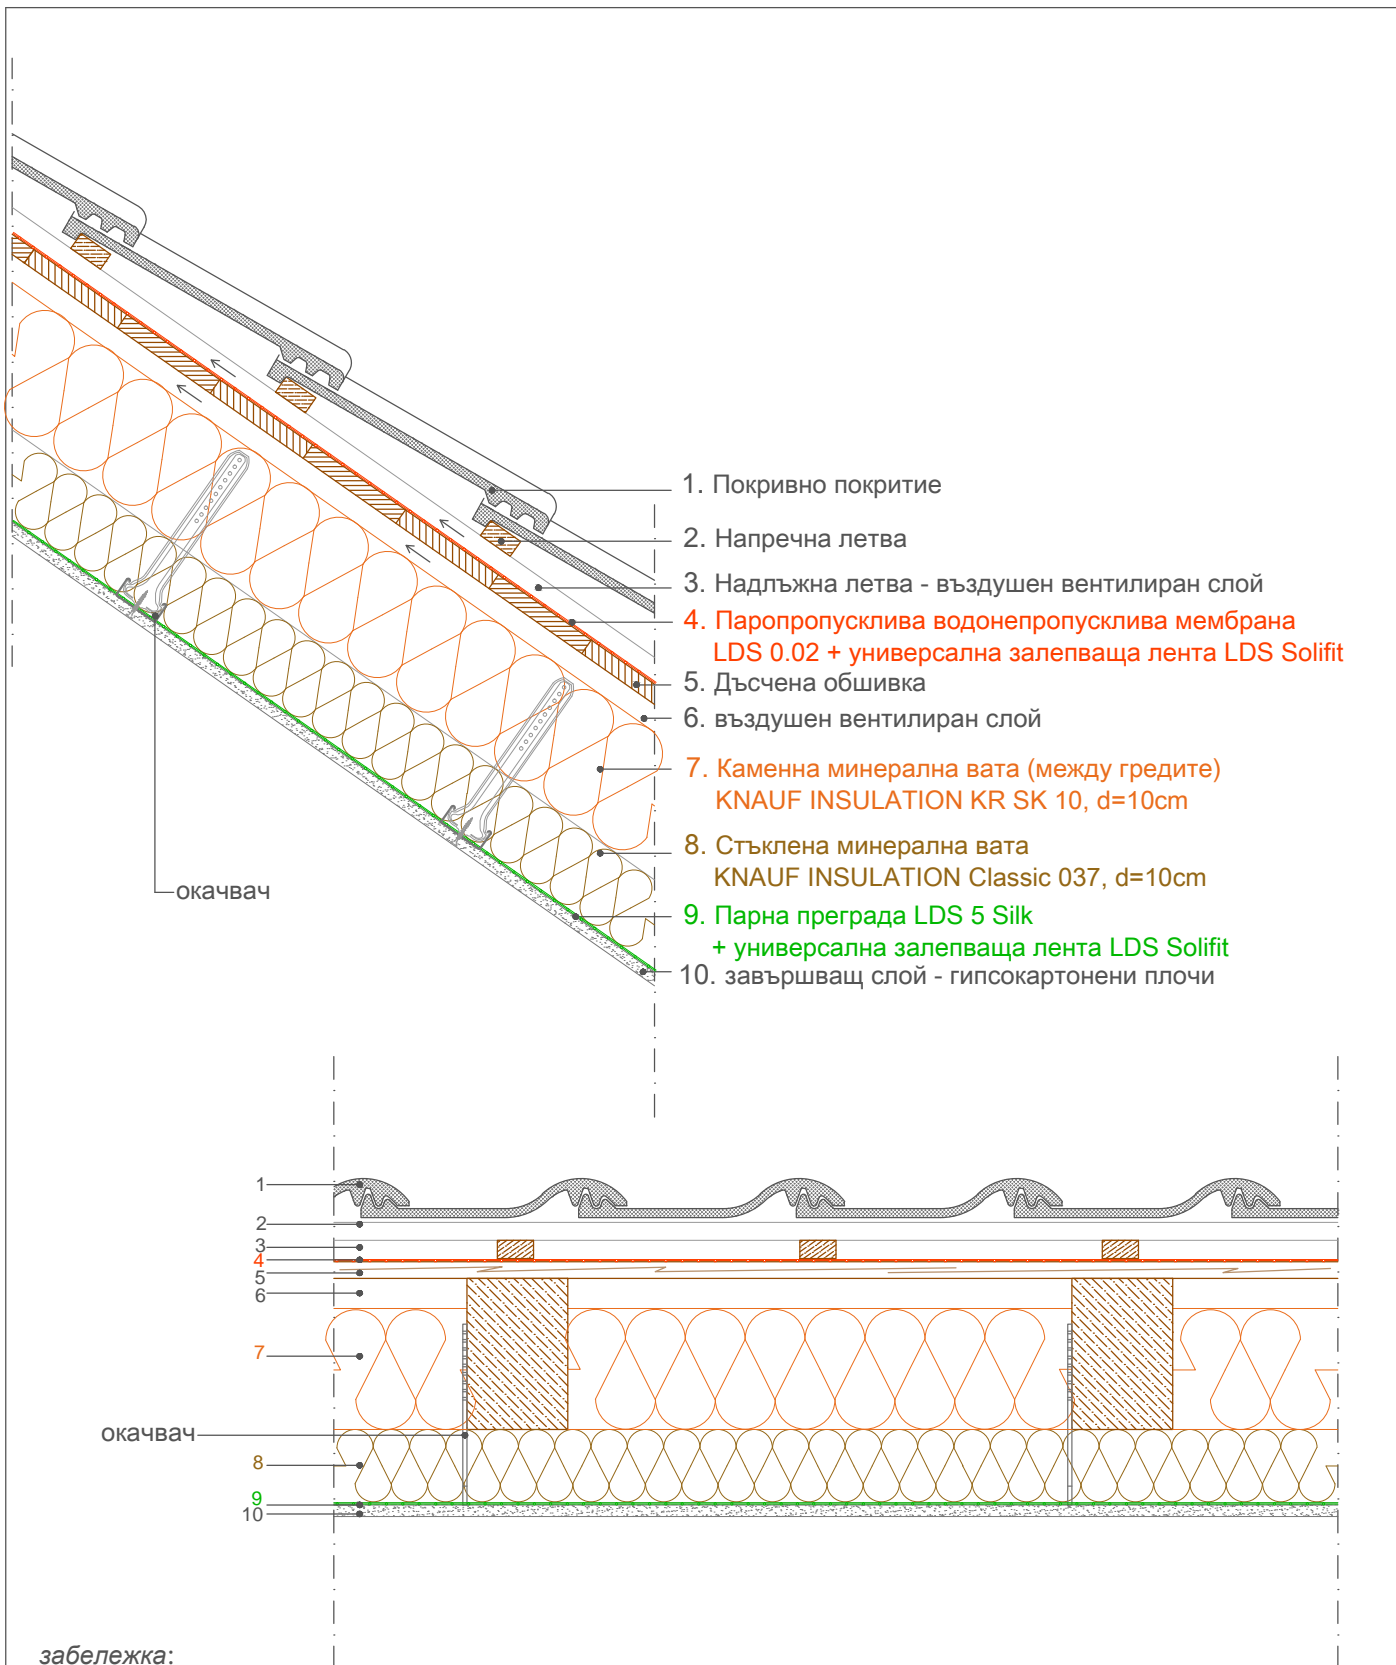 1. Покривно покритие
2. Напречна летва
3. Надлъжна летва - въздушен вентилиран слой
4. Паропропусклива водонепропусклива мембрана
LDS 0.02 + универсална залепваща лента LDS Solifit
5. Дъсчена обшивка
6. въздушен вентилиран слой
7. Каменна минерална вата (между гредите)
KNAUF INSULATION KR SK 10, d=10cm
8. Стъклена минерална вата
KNAUF INSULATION Classic 037, d=10cm
окачвач
9. Парна преграда LDS 5 Silk
+ универсална залепваща лента LDS Solifit
10. завършващ слой - гипсокартонени плочи
1
2
3
4
5
6
7
окачвач
8
9
10
забележка: